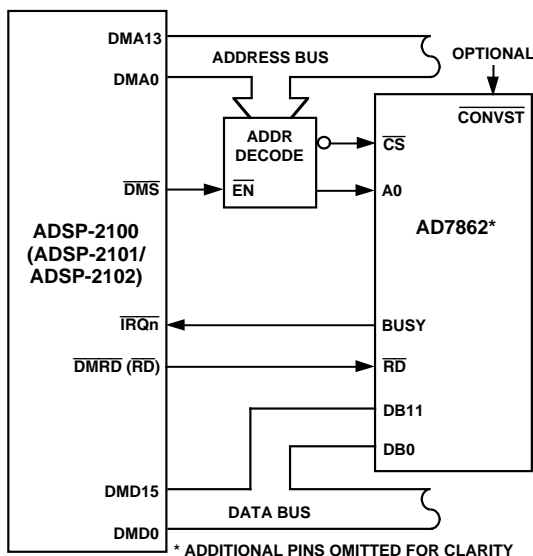 DMA13
ADDRESS BUS
OPTIONAL
DMA0
CONVST
ADDR
DECODE
CS
DMS
EN
A0
ADSP-2100
(ADSP-2101/
ADSP-2102)
AD7862*
IRQn
BUSY
DMRD (RD)
RD
DB11
DB0
DMD15
DATA BUS
DMD0
* ADDITIONAL PINS OMITTED FOR CLARITY